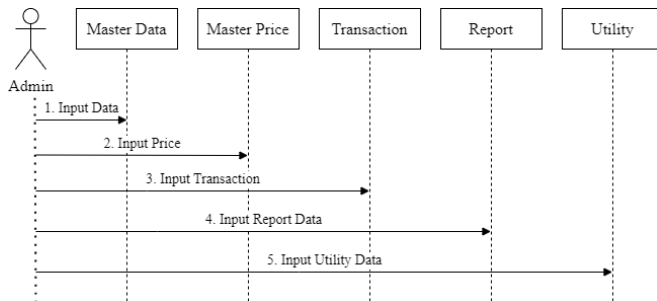 Master Data
Master Price
Transaction
Report
Utility
Admin
1. Input Data
2. Input Price
3. Input Transaction
4. Input Report Data
5. Input Utility Data